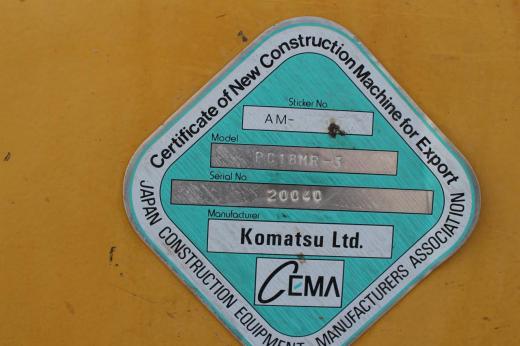 Certificate of New Construction Machine for Export
Sticker No.
AM-
Model
PC18MR-3
Serial No.
20040
Manufacturer
Komatsu Ltd.
CEMA
JAPAN CONSTRUCTION EQUIPMENT MANUFACTURERS ASSOCIATION